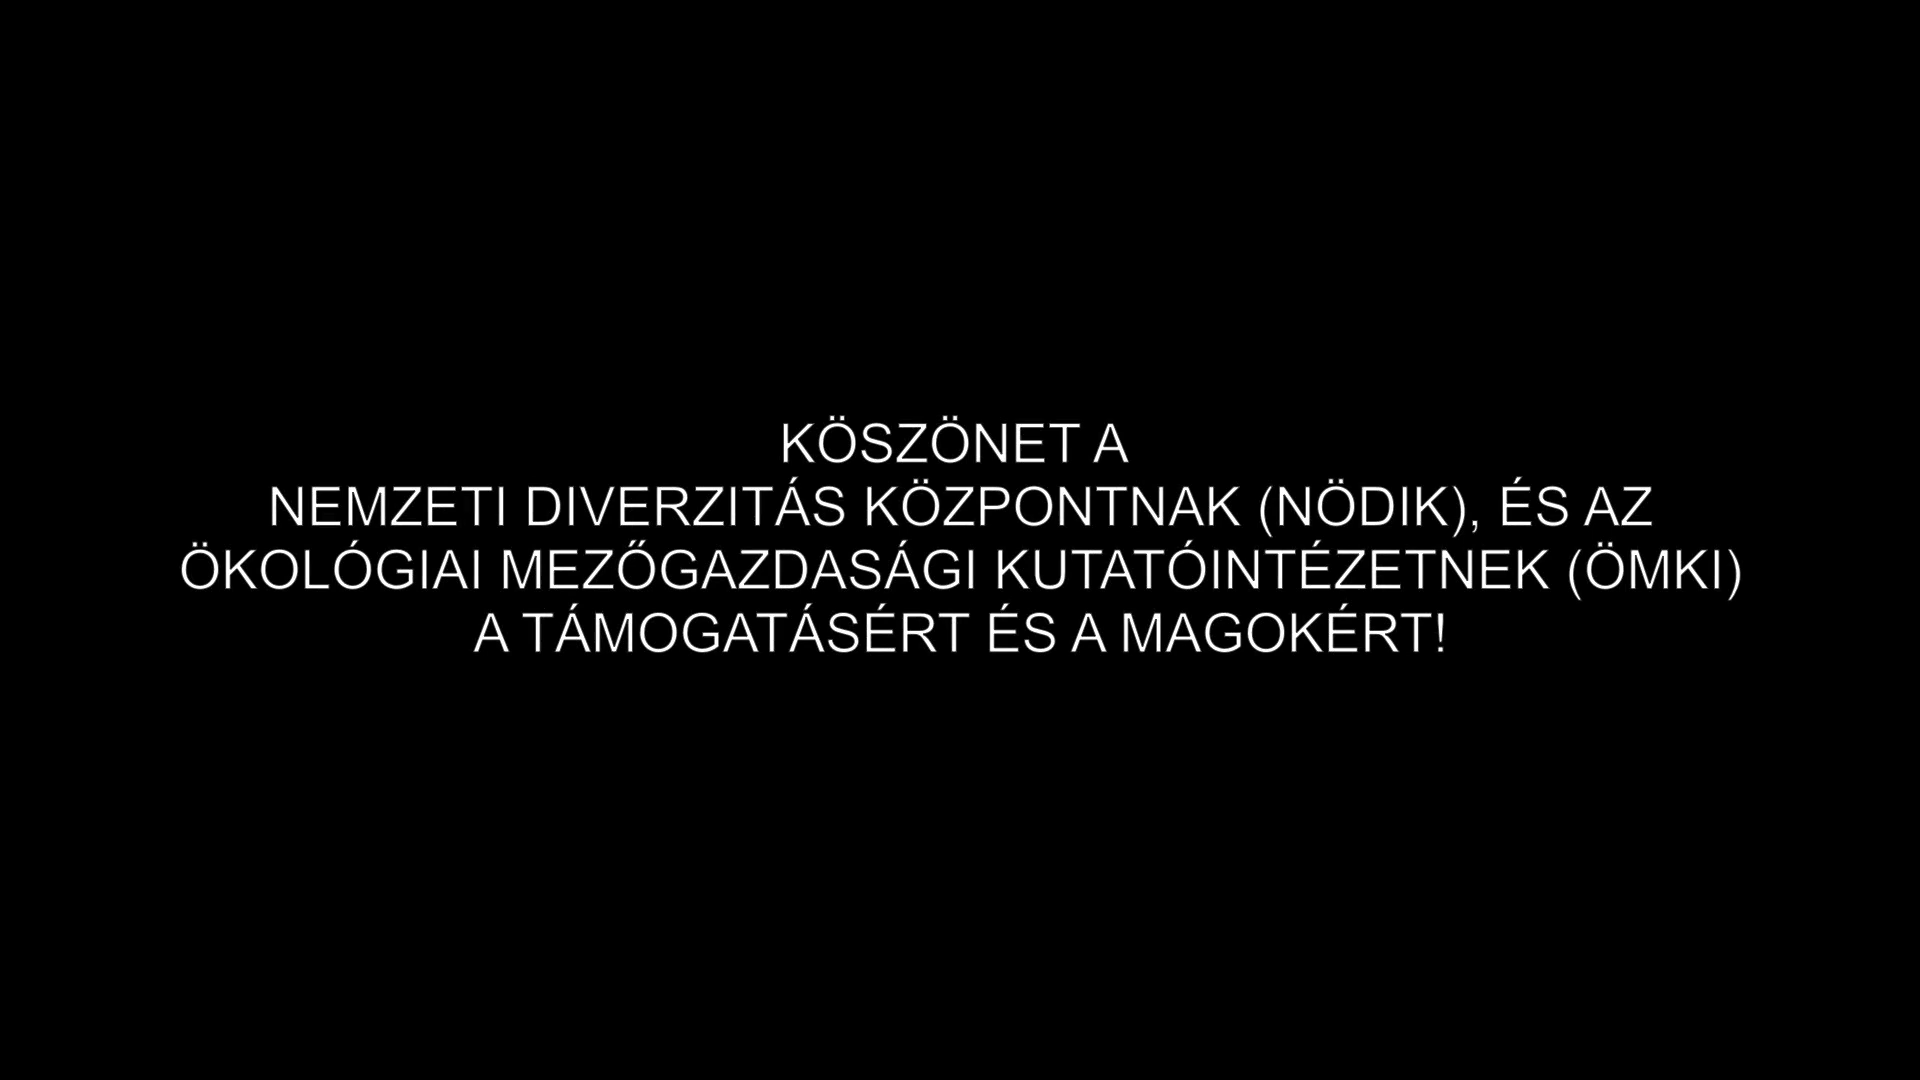 KÖSZÖNET A
NEMZETI DIVERZITÁS KÖZPONTNAK (NÖDIK), ÉS AZ
ÖKOLÓGIAI MEZŐGAZDASÁGI KUTATÓINTÉZETNEK (ÖMKI)
A TÁMOGATÁSÉRT ÉS A MAGOKÉRT!